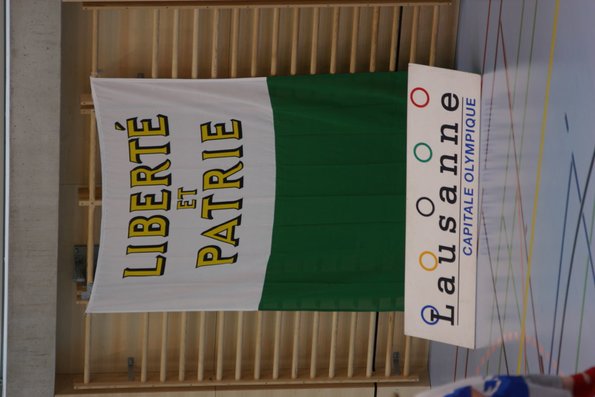 LIBERTÉ
ET
PATRIE
Lausanne
CAPITALE OLYMPIQUE